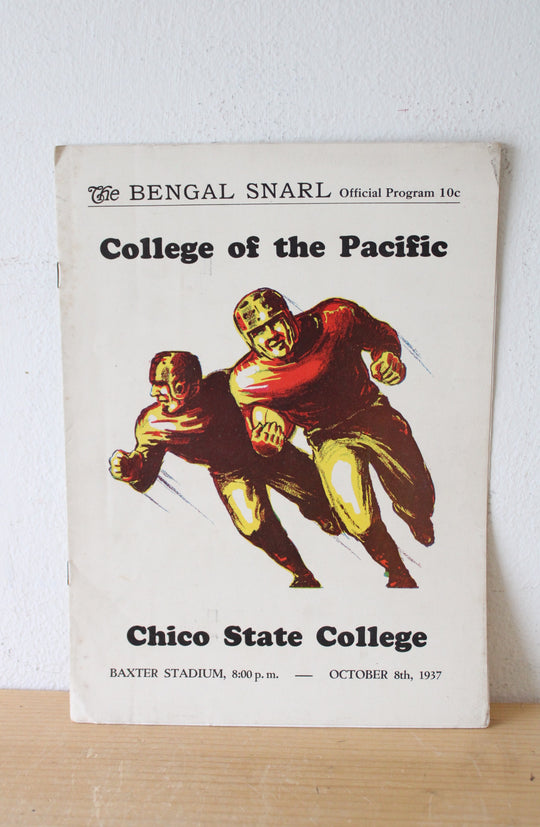 The BENGAL SNARL Official Program 10c
College of the Pacific
Chico State College
BAXTER STADIUM, 8:00 p. m. — OCTOBER 8th, 1937